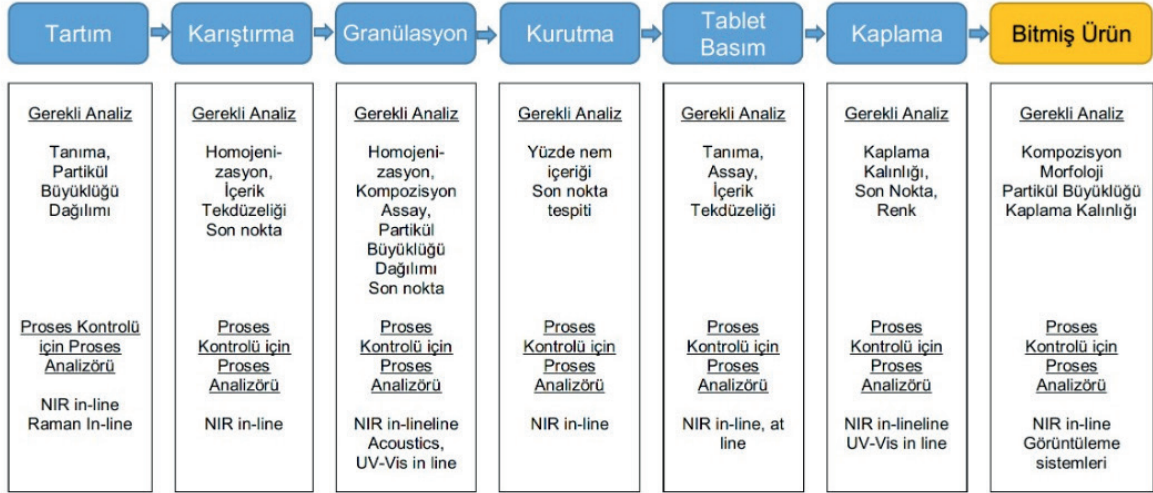 Tartım
Karıştırma
Granülasyon
Kurutma
Tablet
Basım
Kaplama
Bitmiş Ürün
Gerekli Analiz
Tanıma,
Partikül
Büyüklüğü
Dağılımı
Proses Kontrolü
için Proses
Analizörü
NIR in-line
Raman In-line
Gerekli Analiz
Homojeni-
zasyon,
İçerik
Tekdüzeliği
Son nokta
Proses
Kontrolü için
Proses
Analizörü
NIR in-line
Gerekli Analiz
Homojeni-
zasyon,
Kompozisyon
Assay,
Partikül
Büyüklüğü
Dağılımı
Son nokta
Proses
Kontrolü için
Proses
Analizörü
NIR in-lineline
Acoustics,
UV-Vis in line
Gerekli Analiz
Yüzde nem
içeriği
Son nokta
tespiti
Proses
Kontrolü için
Proses
Analizörü
NIR in-line
Gerekli Analiz
Tanıma,
Assay,
İçerik
Tekdüzeliği
Proses
Kontrolü için
Proses
Analizörü
NIR in-line, at
line
Gerekli Analiz
Kaplama
Kalınlığı,
Son Nokta,
Renk
Proses
Kontrolü için
Proses
Analizörü
NIR in-lineline
UV-Vis in line
Gerekli Analiz
Kompozisyon
Morfoloji
Partikül Büyüklüğü
Kaplama Kalınlığı
Proses
Kontrolü için
Proses
Analizörü
NIR in-line
Görüntüleme
sistemleri